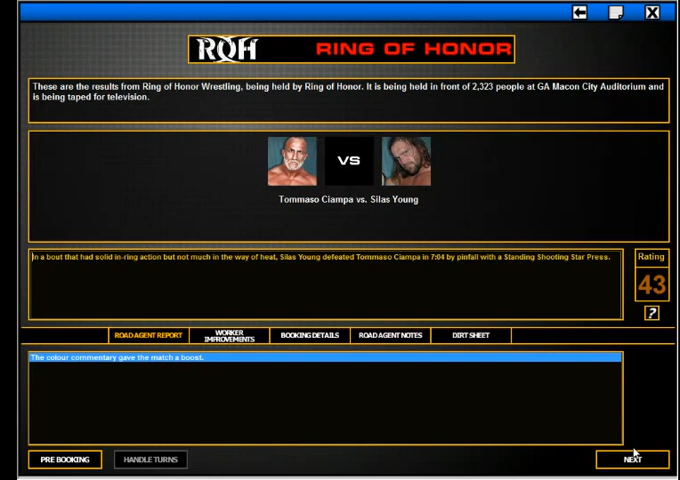 ROH RING OF HONOR
These are the results from Ring of Honor Wrestling, being held by Ring of Honor. It is being held in front of 2,323 people at GA Macon City Auditorium and
is being taped for television.
VS
Tommaso Ciampa vs. Silas Young
In a bout that had solid in-ring action but not much in the way of heat, Silas Young defeated Tommaso Ciampa in 7:04 by pinfall with a Standing Shooting Star Press.
Rating
43
?
ROAD AGENT REPORT
WORKER
IMPROVEMENTS
BOOKING DETAILS
ROAD AGENT NOTES
DIRT SHEET
The colour commentary gave the match a boost.
PRE BOOKING
HANDLE TURNS
NEXT